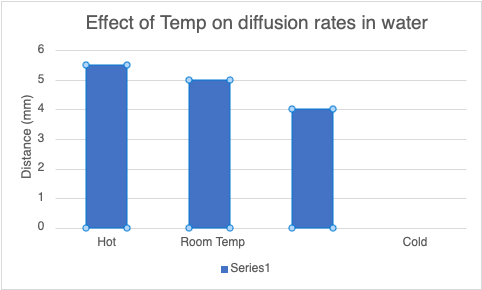 Effect of Temp on diffusion rates in water
6
5
4
3
2
1
0
Distance (mm)
Hot Room Temp Cold
Series1